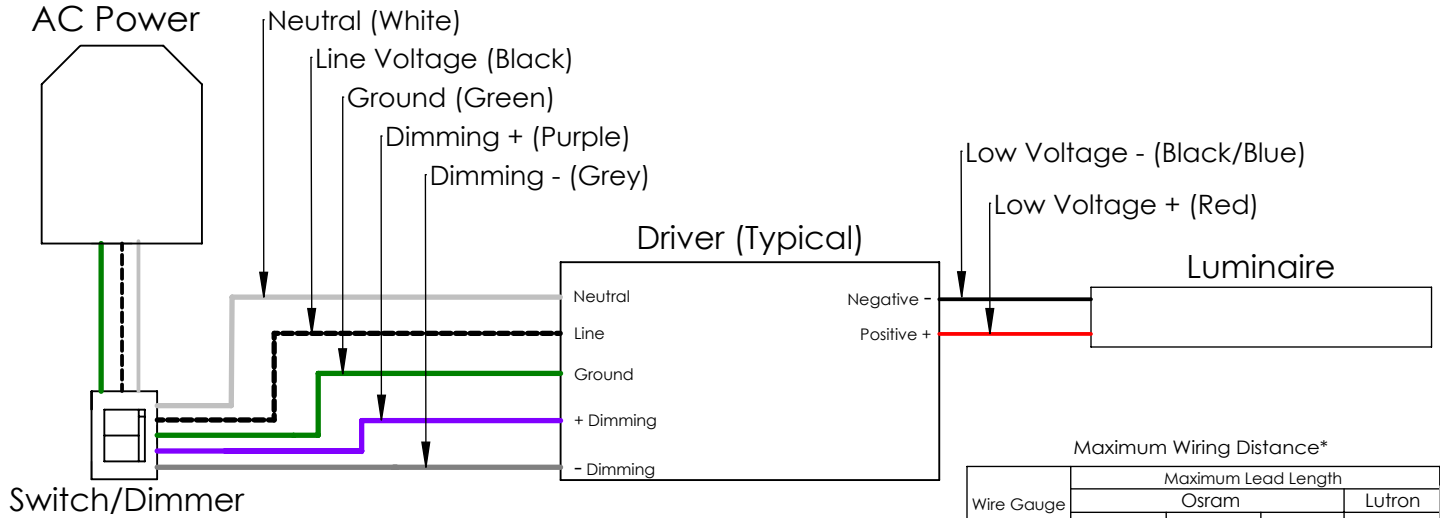 AC Power
Neutral (White)
Line Voltage (Black)
Ground (Green)
Dimming + (Purple)
Dimming - (Grey)
Low Voltage - (Black/Blue)
Low Voltage + (Red)
Driver (Typical)
Luminaire
Neutral
Negative -
Line
Positive +
Ground
+ Dimming
- Dimming
Switch/Dimmer
Maximum Wiring Distance*
Maximum Lead Length
Wire Gauge
Osram
Lutron